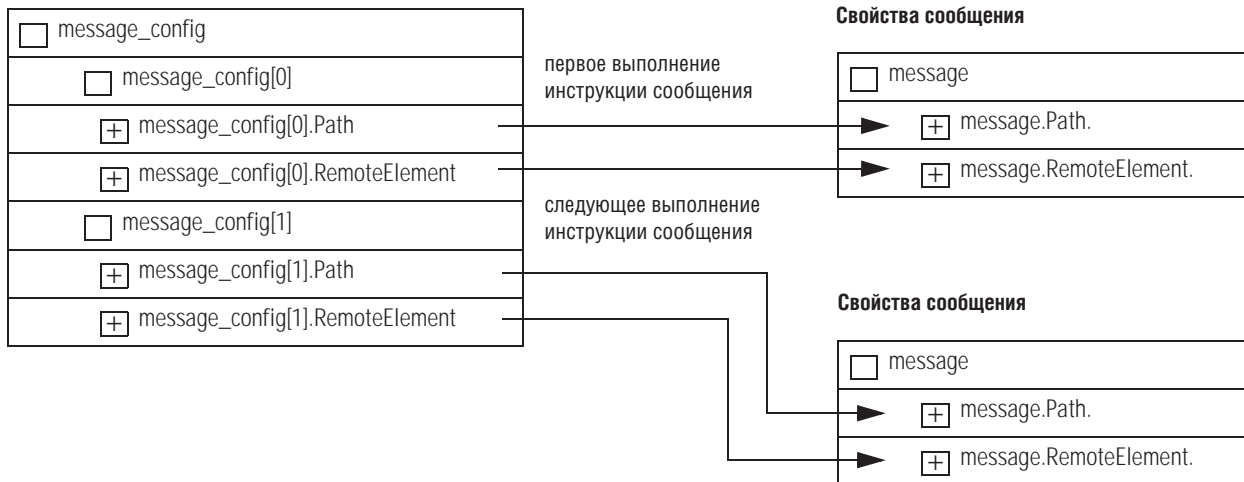 message_config
message_config[0]
message_config[0].Path
message_config[0].RemoteElement
message_config[1]
message_config[1].Path
message_config[1].RemoteElement
первое выполнение
инструкции сообщения
следующее выполнение
инструкции сообщения
Свойства сообщения
message
message.Path.
message.RemoteElement.
Свойства сообщения
message
message.Path.
message.RemoteElement.